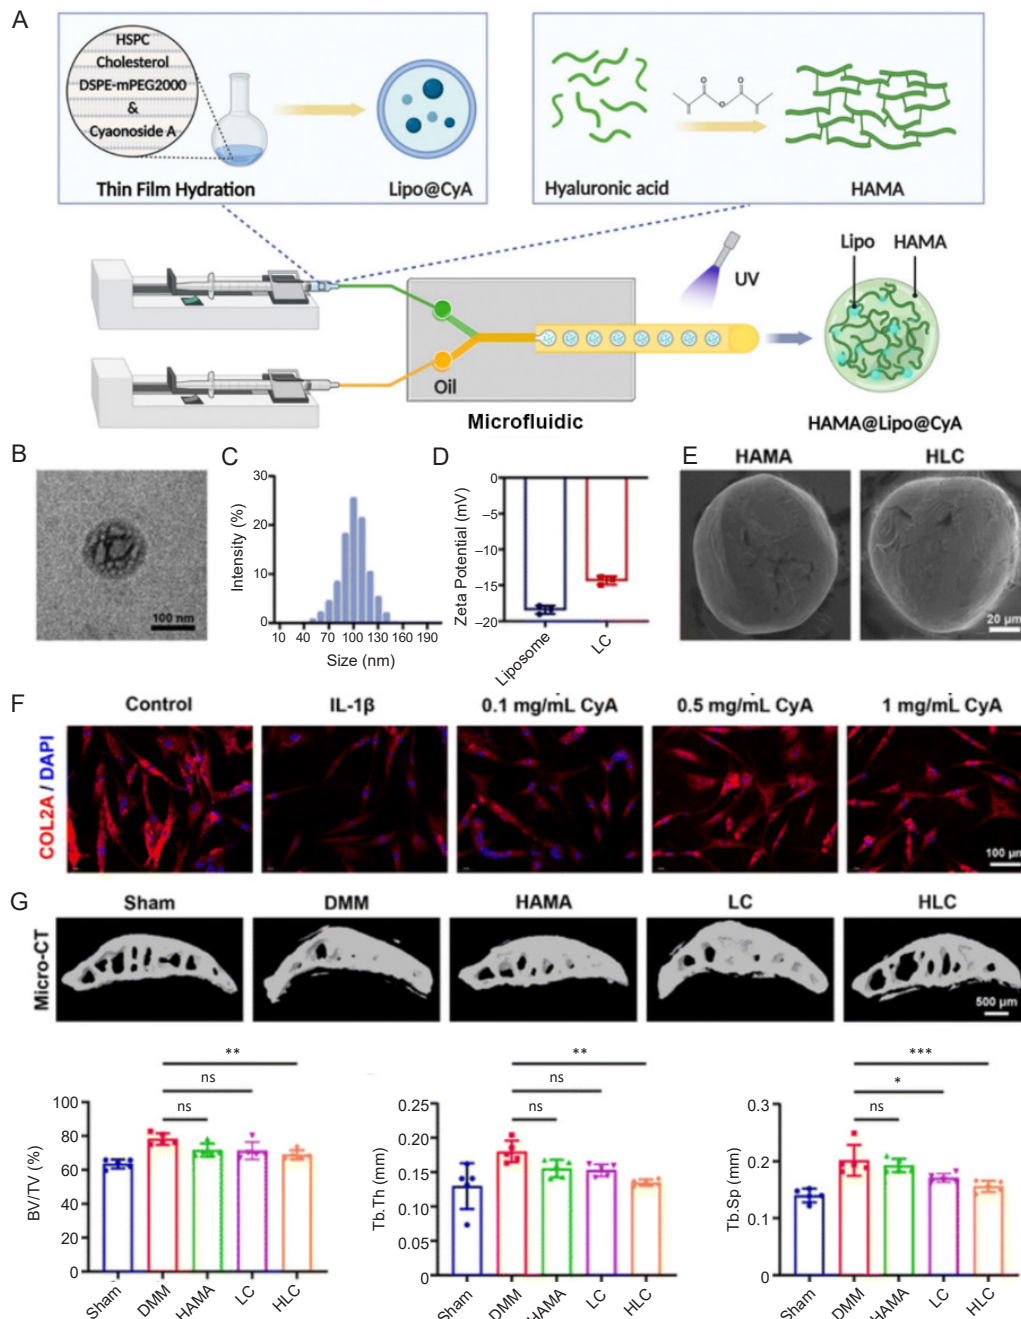 A
HSPC
Cholesterol
DSPE-mPEG2000
&
Cyaonoside A
Thin Film Hydration
Lipo@CyA
Hyaluronic acid
HAMA
O
O
O
Lipo
HAMA
UV
Oil
Microfluidic
HAMA@Lipo@CyA
B
100 nm
C
Intensity (%)
30
20
10
0
10 40 70 100 130 160 190
Size (nm)
D
Zeta Potential (mV)
0
−5
−10
−15
−20
Liposome
LC
E
HAMA
HLC
20 µm
F
Control
IL-1β
0.1 mg/mL CyA
0.5 mg/mL CyA
1 mg/mL CyA
COL2A / DAPI
100 µm
G
Sham
DMM
HAMA
LC
HLC
Micro-CT
500 µm
**
ns
ns
BV/TV (%)
100
80
60
40
20
0
Sham
DMM
HAMA
LC
HLC
**
ns
ns
Tb.Th (mm)
0.25
0.20
0.15
0.10
0.05
0
Sham
DMM
HAMA
LC
HLC
***
*
ns
Tb.Sp (mm)
0.3
0.2
0.1
0
Sham
DMM
HAMA
LC
HLC